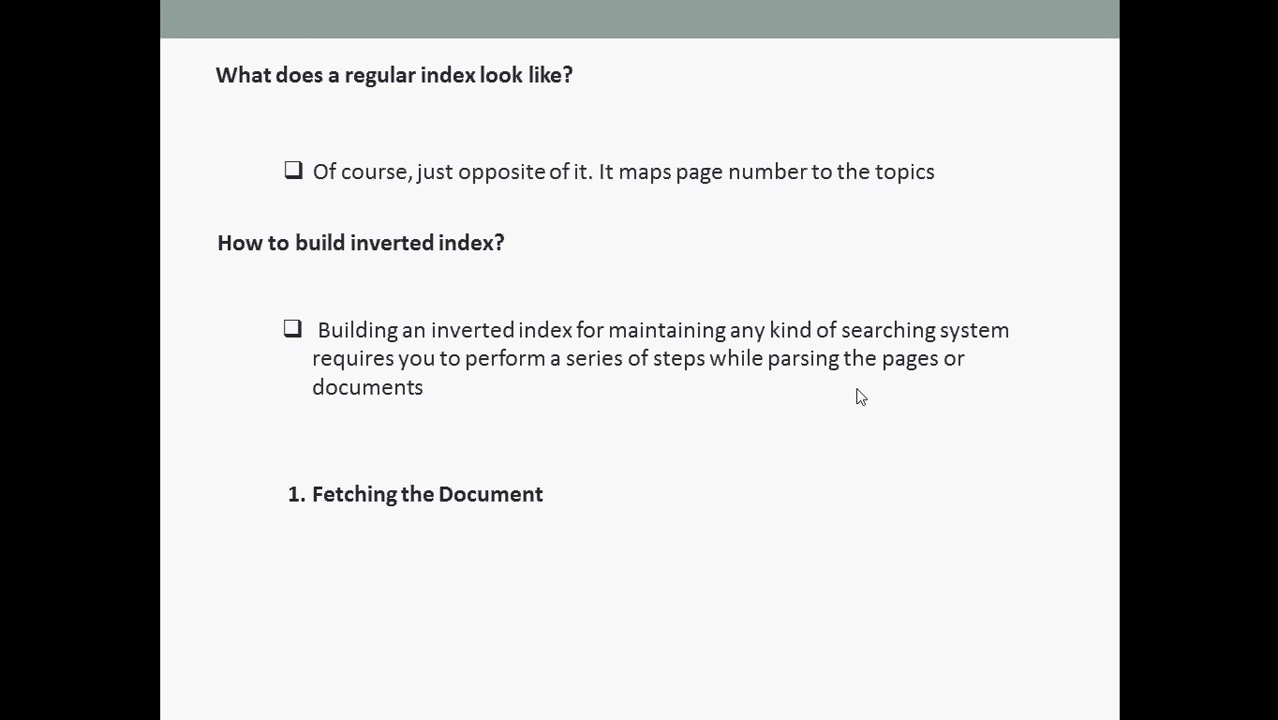 What does a regular index look like?
❑ Of course, just opposite of it. It maps page number to the topics
How to build inverted index?
❑ Building an inverted index for maintaining any kind of searching system
requires you to perform a series of steps while parsing the pages or
documents
1. Fetching the Document